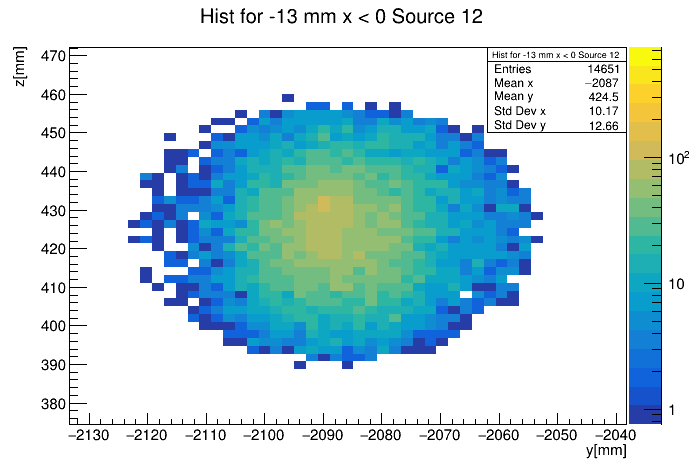 Hist for -13 mm x < 0 Source 12
Hist for -13 mm x < 0 Source 12
Entries 14651
Mean x −2087
Mean y 424.5
Std Dev x 10.17
Std Dev y 12.66
z[mm]
470
460
450
440
430
420
410
400
390
380
−2130 −2120 −2110 −2100 −2090 −2080 −2070 −2060 −2050 −2040
y[mm]
10²
10
1